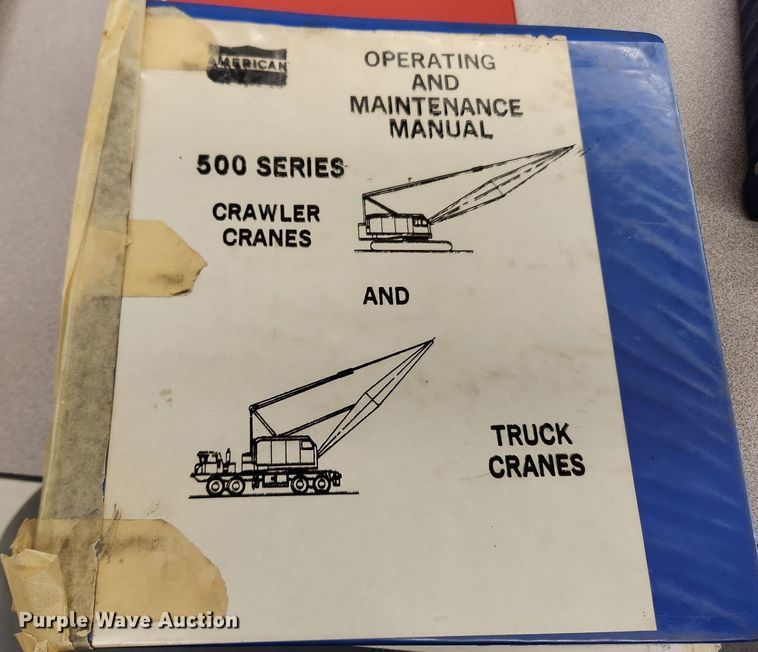 AMERICAN
OPERATING
AND
MAINTENANCE
MANUAL
500 SERIES
CRAWLER
CRANES
AND
TRUCK
CRANES
Purple Wave Auction